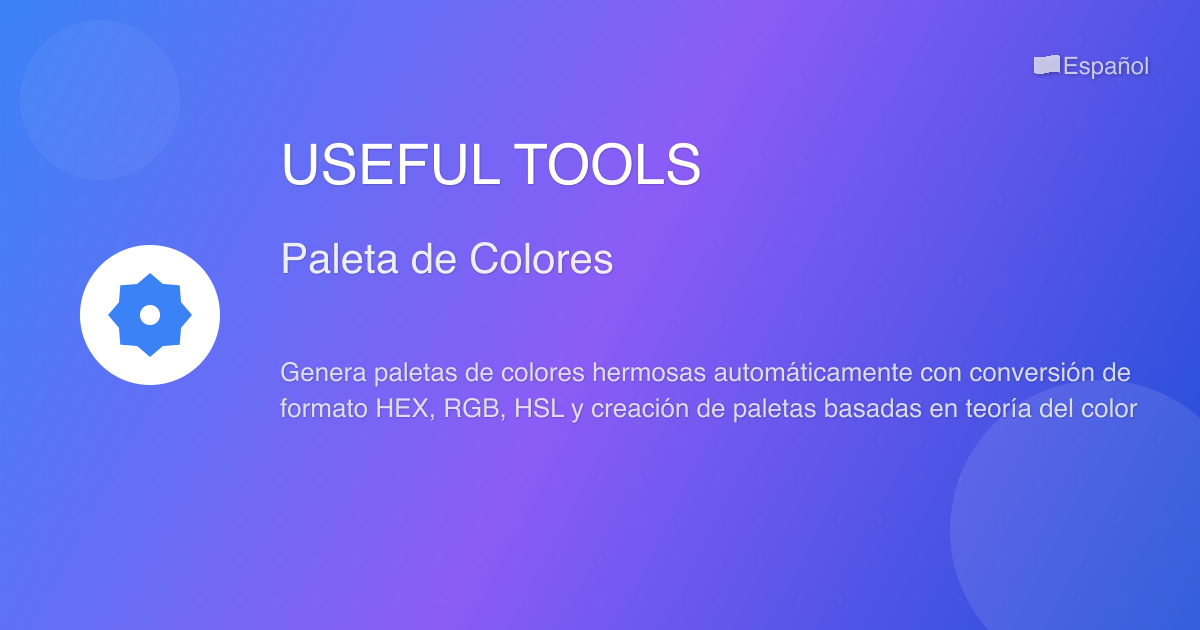 Español
USEFUL TOOLS
Paleta de Colores
Genera paletas de colores hermosas automáticamente con conversión de
formato HEX, RGB, HSL y creación de paletas basadas en teoría del color